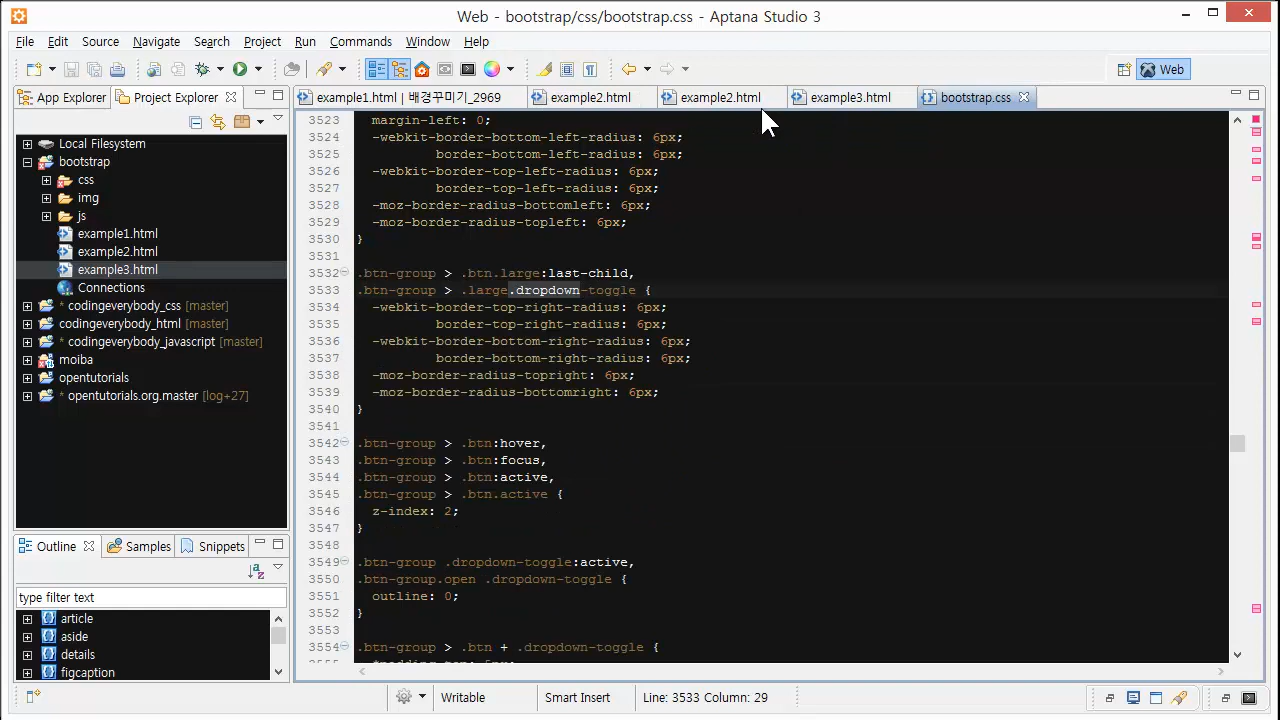 Web - bootstrap/css/bootstrap.css - Aptana Studio 3
File Edit Source Navigate Search Project Run Commands Window Help
Web
App Explorer Project Explorer
example1.html | 배경꾸미기_2969 example2.html example2.html example3.html bootstrap.css
Local Filesystem
bootstrap
css
img
js
example1.html
example2.html
example3.html
Connections
* codingeverybody_css [master]
codingeverybody_html [master]
* codingeverybody_javascript [master]
moiba
opentutorials
* opentutorials.org.master [log+27]
Outline Samples Snippets
type filter text
article
aside
details
figcaption
3523 margin-left: 0;
3524 -webkit-border-bottom-left-radius: 6px;
3525 border-bottom-left-radius: 6px;
3526 -webkit-border-top-left-radius: 6px;
3527 border-top-left-radius: 6px;
3528 -moz-border-radius-bottomleft: 6px;
3529 -moz-border-radius-topleft: 6px;
3530 }
3531
3532 .btn-group > .btn.large:last-child,
3533 .btn-group > .large.dropdown-toggle {
3534 -webkit-border-top-right-radius: 6px;
3535 border-top-right-radius: 6px;
3536 -webkit-border-bottom-right-radius: 6px;
3537 border-bottom-right-radius: 6px;
3538 -moz-border-radius-topright: 6px;
3539 -moz-border-radius-bottomright: 6px;
3540 }
3541
3542 .btn-group > .btn:hover,
3543 .btn-group > .btn:focus,
3544 .btn-group > .btn:active,
3545 .btn-group > .btn.active {
3546 z-index: 2;
3547 }
3548
3549 .btn-group .dropdown-toggle:active,
3550 .btn-group.open .dropdown-toggle {
3551 outline: 0;
3552 }
3553
3554 .btn-group > .btn + .dropdown-toggle {
Writable Smart Insert Line: 3533 Column: 29